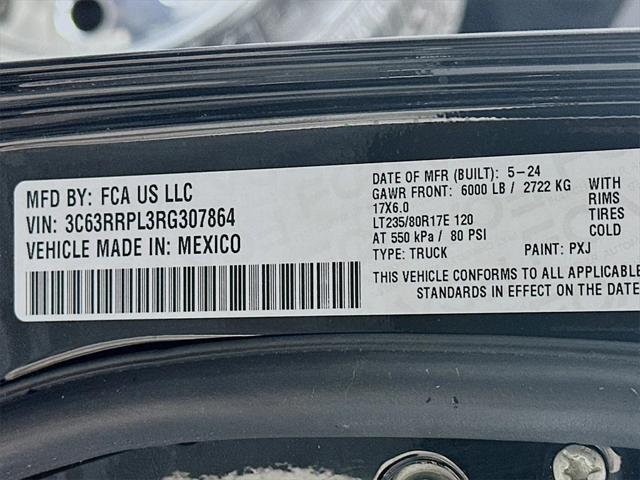 MFD BY: FCA US LLC
VIN: 3C63RRPL3RG307864
VEHICLE MADE IN: MEXICO
DATE OF MFR (BUILT): 5-24
GAWR FRONT: 6000 LB / 2722 KG WITH
17X6.0 RIMS
LT235/80R17E 120 TIRES
AT 550 kPa / 80 PSI COLD
TYPE: TRUCK PAINT: PXJ
THIS VEHICLE CONFORMS TO ALL APPLICABLE
STANDARDS IN EFFECT ON THE DATE